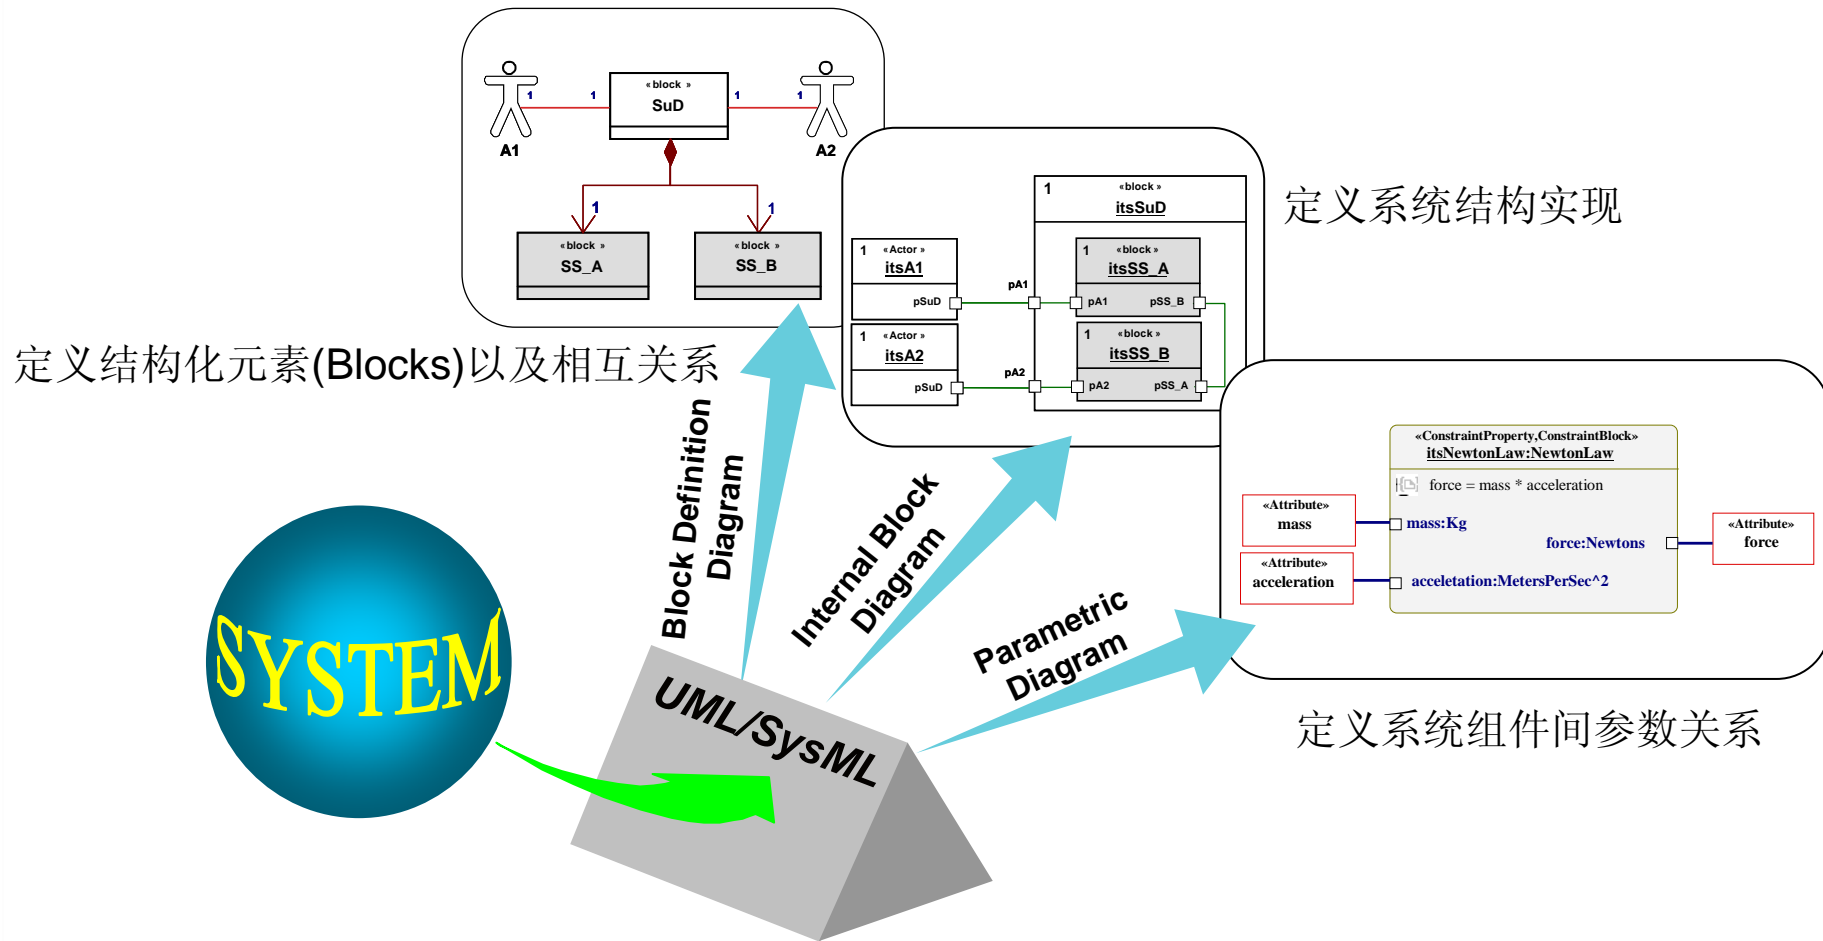 «block »
SuD
1
1
1
1
A1
A2
1
1
«block »
SS_A
«block »
SS_B
定义结构化元素(Blocks)以及相互关系
1
«block »
itsSuD
定义系统结构实现
1
«Actor »
itsA1
pSuD
pA1
1
«block »
itsSS_A
pA1
pSS_B
1
«Actor »
itsA2
pSuD
pA2
1
«block »
itsSS_B
pA2
pSS_A
«ConstraintProperty,ConstraintBlock»
itsNewtonLaw:NewtonLaw
force = mass * acceleration
«Attribute»
mass
mass:Kg
force:Newtons
«Attribute»
force
«Attribute»
acceleration
acceletation:MetersPerSec^2
定义系统组件间参数关系
Block Definition
Diagram
Internal Block
Diagram
Parametric
Diagram
SYSTEM
UML/SysML